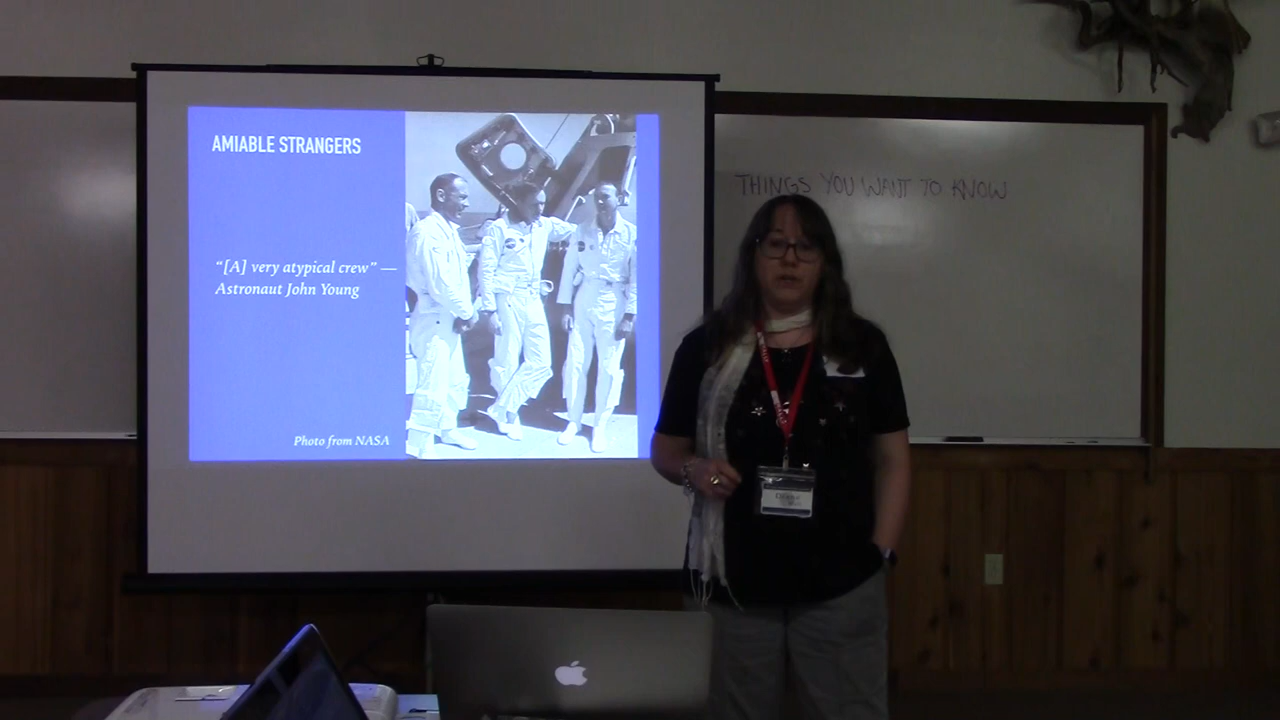 AMIABLE STRANGERS
“[A] very atypical crew” —
Astronaut John Young
Photo from NASA
THINGS YOU WANT TO KNOW